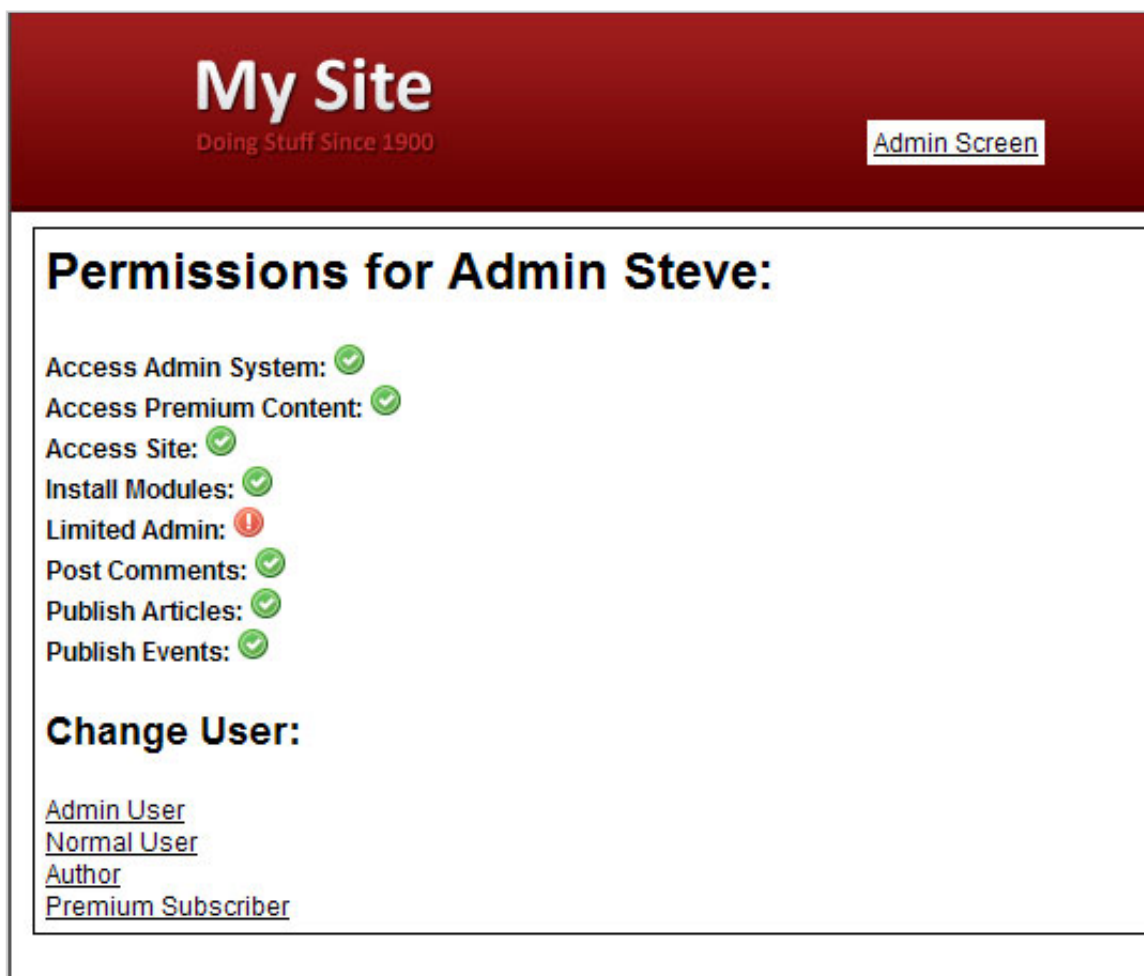 My Site
Doing Stuff Since 1900
Admin Screen
Permissions for Admin Steve:
Access Admin System:
Access Premium Content:
Access Site:
Install Modules:
Limited Admin:
Post Comments:
Publish Articles:
Publish Events:
Change User:
Admin User
Normal User
Author
Premium Subscriber